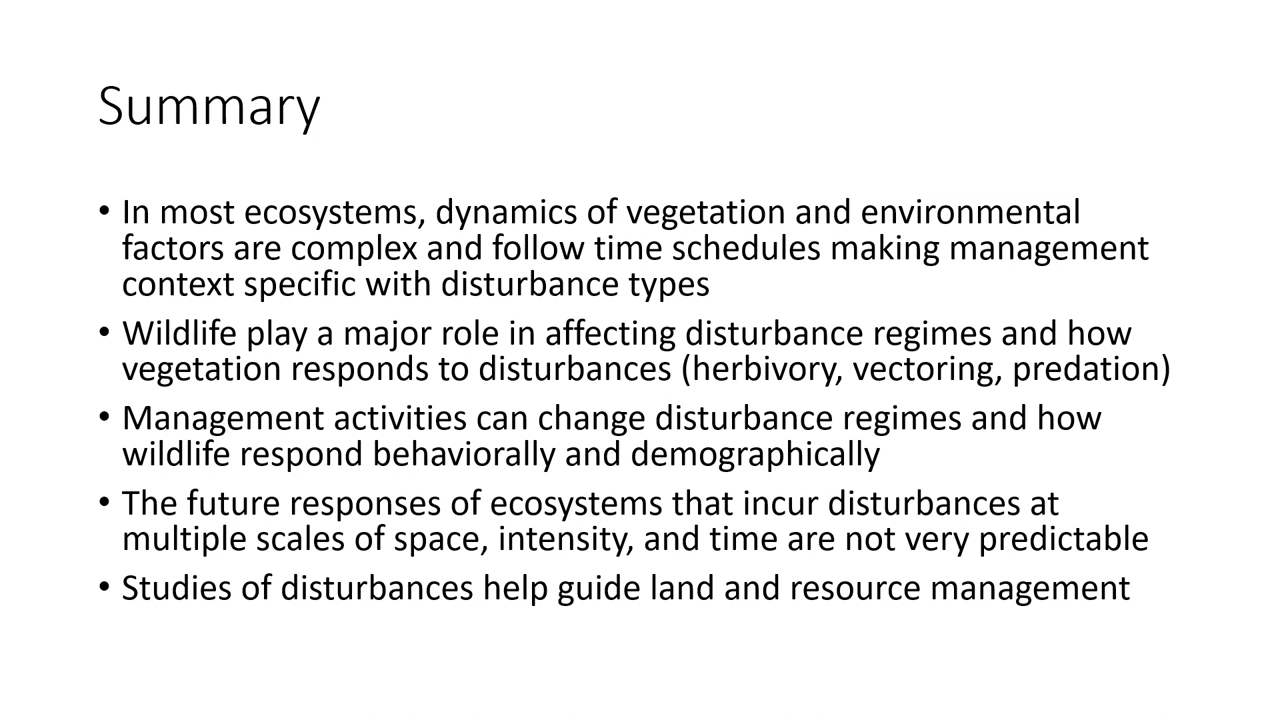 Summary
• In most ecosystems, dynamics of vegetation and environmental
factors are complex and follow time schedules making management
context specific with disturbance types
• Wildlife play a major role in affecting disturbance regimes and how
vegetation responds to disturbances (herbivory, vectoring, predation)
• Management activities can change disturbance regimes and how
wildlife respond behaviorally and demographically
• The future responses of ecosystems that incur disturbances at
multiple scales of space, intensity, and time are not very predictable
• Studies of disturbances help guide land and resource management